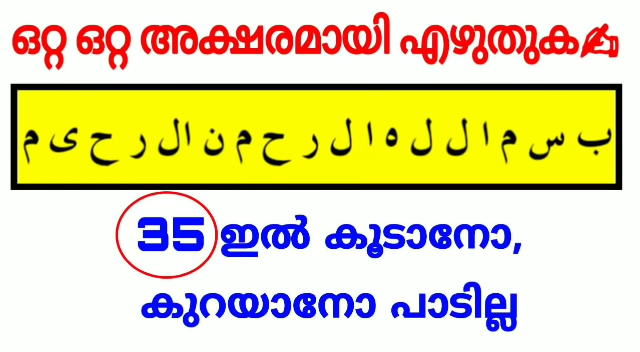 ഒറ്റ ഒറ്റ അക്ഷരമായി എഴുതുക✍
ب س م ا ل ل ه ا ل ر ح م ن ا ل ر ح ی م
35 ഇൽ കൂടാനോ,
കുറയാനോ പാടില്ല